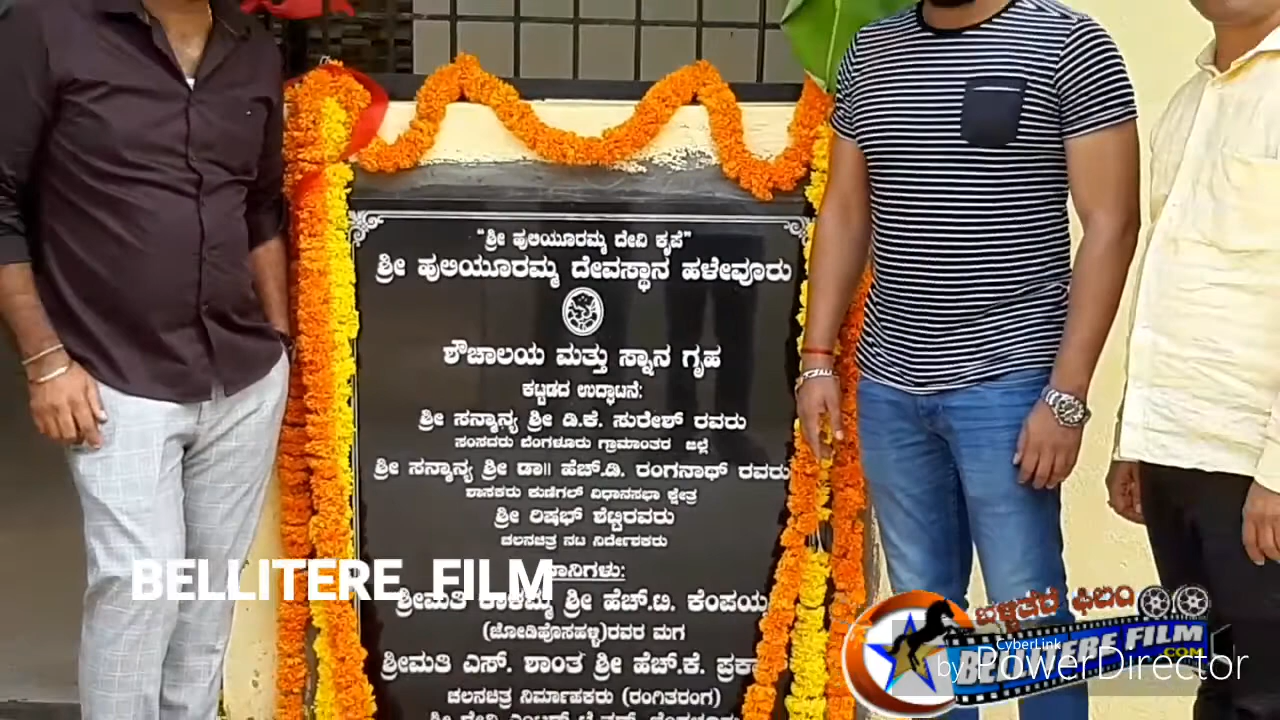 "ಶ್ರೀ ಹುಲಿಯೂರಮ್ಮ ದೇವಿ ಕೃಪೆ"
ಶ್ರೀ ಹುಲಿಯೂರಮ್ಮ ದೇವಸ್ಥಾನ ಹಳೇವೂರು
ಶೌಚಾಲಯ ಮತ್ತು ಸ್ನಾನ ಗೃಹ
ಕಟ್ಟಡದ ಉದ್ಘಾಟನೆ:
ಶ್ರೀ ಸನ್ಮಾನ್ಯ ಶ್ರೀ ಡಿ.ಕೆ. ಸುರೇಶ್ ರವರು
ಸಂಸದರು ಬೆಂಗಳೂರು ಗ್ರಾಮಾಂತರ ಜಿಲ್ಲೆ
ಶ್ರೀ ಸನ್ಮಾನ್ಯ ಶ್ರೀ ಡಾ॥ ಹೆಚ್.ಡಿ. ರಂಗನಾಥ್ ರವರು
ಶಾಸಕರು ಕುಣಿಗಲ್ ವಿಧಾನಸಭಾ ಕ್ಷೇತ್ರ
ಶ್ರೀ ರಿಷಭ್ ಶೆಟ್ಟಿರವರು
ಚಲನಚಿತ್ರ ನಟ ನಿರ್ದೇಶಕರು
BELLITERE FILM
ಶ್ರೀಮತಿ ಶ್ರೀ ಹೆಚ್.ಟಿ.
(ಜೋಡಿಹೊಸಹಳ್ಳಿ)ರವರ ಮಗ
ಶ್ರೀಮತಿ ಎಸ್. ಶಾಂತ ಶ್ರೀ ಹೆಚ್.ಕೆ.
ಚಲನಚಿತ್ರ ನಿರ್ಮಾಪಕರು (ರಂಗಿತರಂಗ)
ಬೆಳ್ಳಿತೆರೆ ಫಿಲಂ
BELLITERE FILM
.COM
CyberLink
by PowerDirector